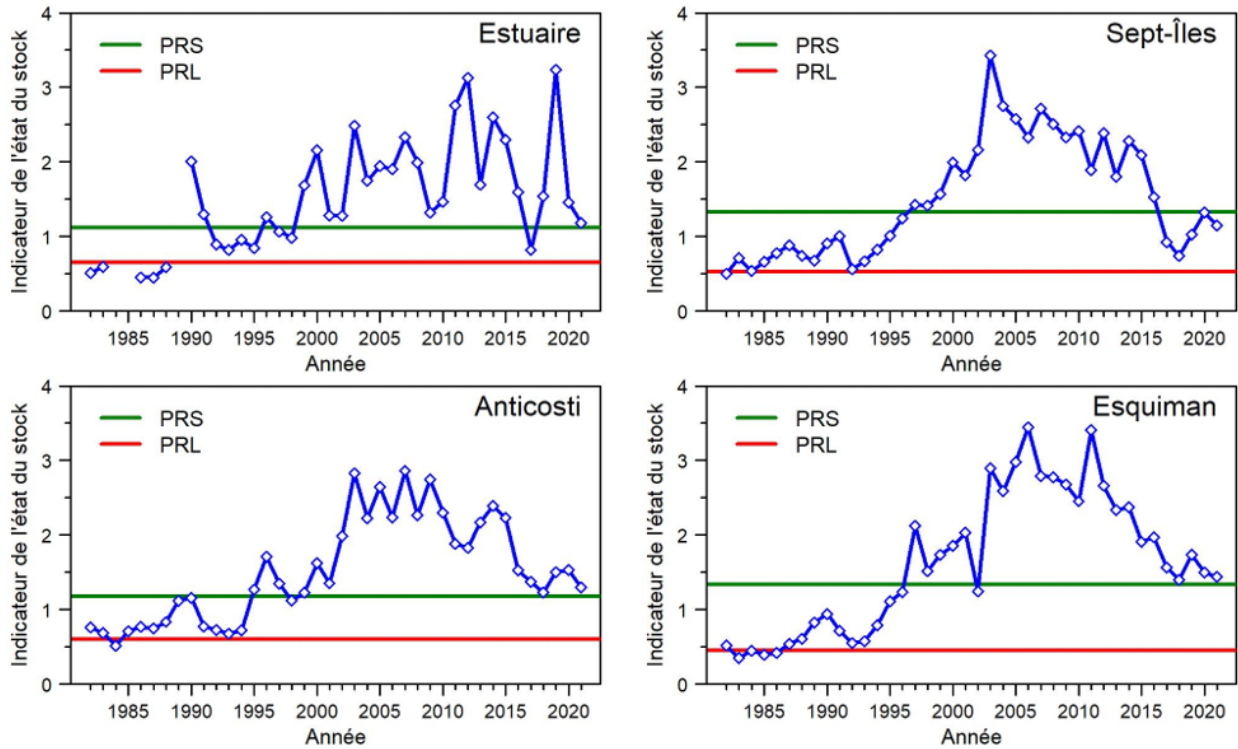 Estuaire
PRS
PRL
Indicateur de l'état du stock
4
3
2
1
0
1985 1990 1995 2000 2005 2010 2015 2020
Année
Sept-Îles
PRS
PRL
Indicateur de l'état du stock
4
3
2
1
0
1985 1990 1995 2000 2005 2010 2015 2020
Année
Anticosti
PRS
PRL
Indicateur de l'état du stock
4
3
2
1
0
1985 1990 1995 2000 2005 2010 2015 2020
Année
Esquiman
PRS
PRL
Indicateur de l'état du stock
4
3
2
1
0
1985 1990 1995 2000 2005 2010 2015 2020
Année